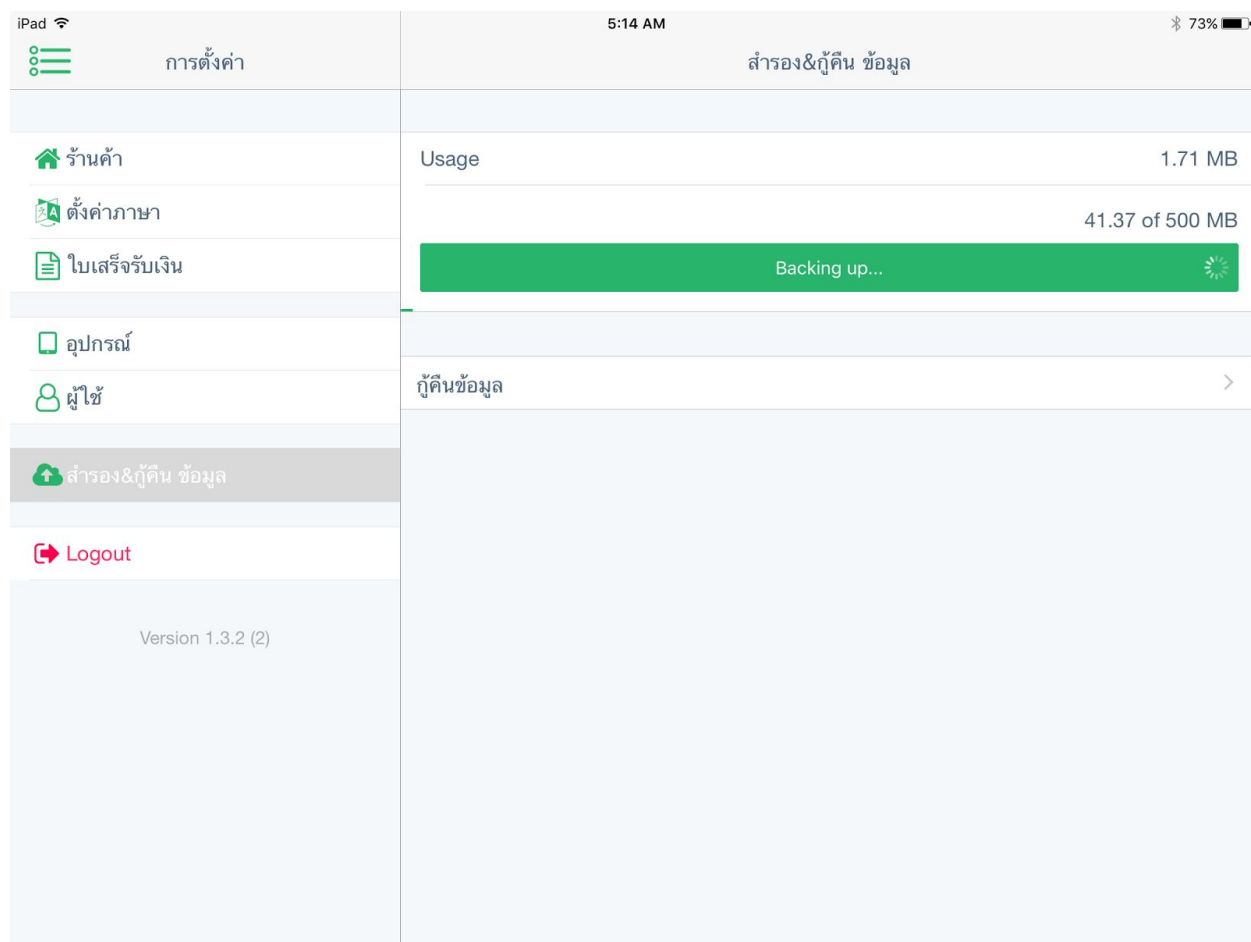 iPad 5:14 AM 73%
การตั้งค่า
สำรอง&กู้คืน ข้อมูล
ร้านค้า
ตั้งค่าภาษา
ใบเสร็จรับเงิน
อุปกรณ์
ผู้ใช้
สำรอง&กู้คืน ข้อมูล
Logout
Version 1.3.2 (2)
Usage 1.71 MB
41.37 of 500 MB
Backing up...
กู้คืนข้อมูล